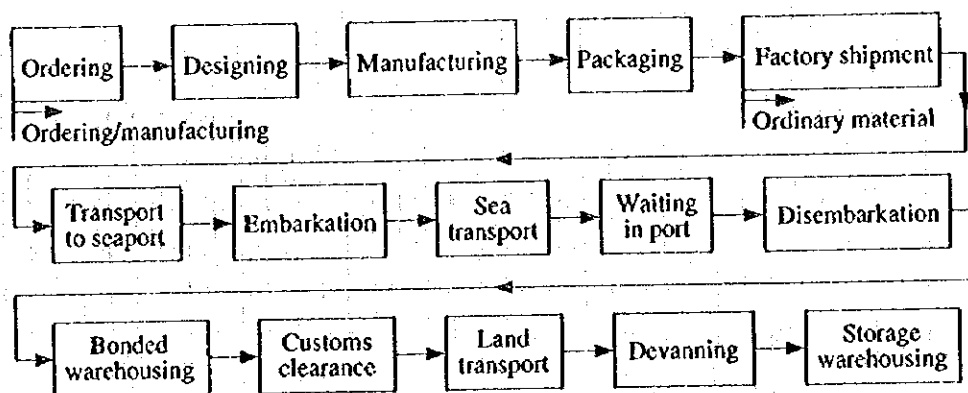 Ordering
Designing
Manufacturing
Packaging
Factory shipment
Ordering/manufacturing
Ordinary material
Transport
to seaport
Embarkation
Sea
transport
Waiting
in port
Disembarkation
Bonded
warehousing
Customs
clearance
Land
transport
Devanning
Storage
warehousing